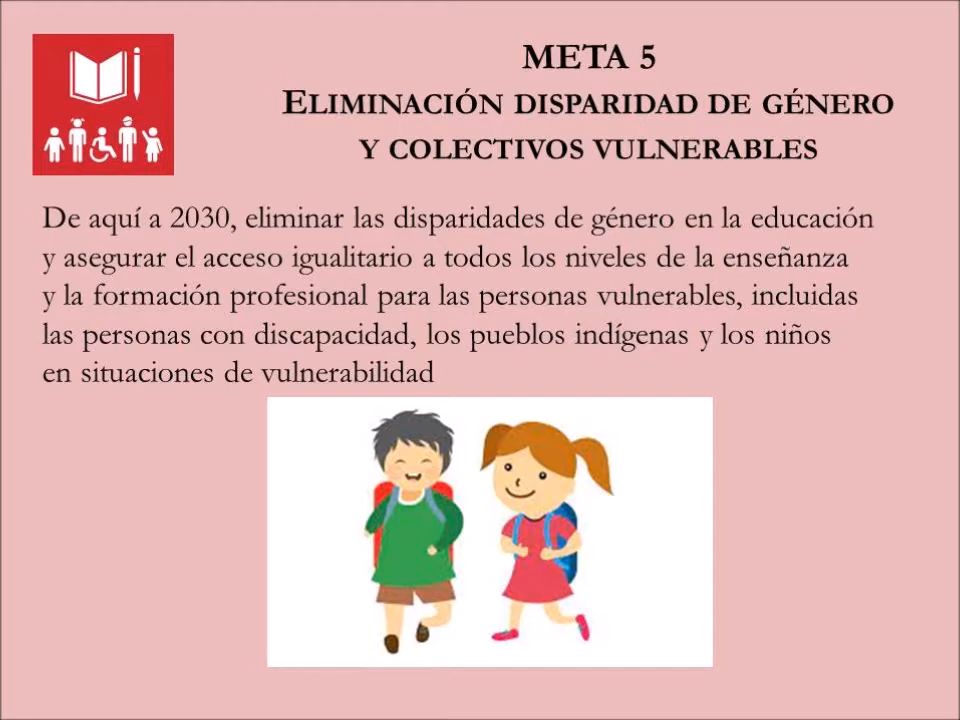 META 5
ELIMINACIÓN DISPARIDAD DE GÉNERO
Y COLECTIVOS VULNERABLES
De aquí a 2030, eliminar las disparidades de género en la educación
y asegurar el acceso igualitario a todos los niveles de la enseñanza
y la formación profesional para las personas vulnerables, incluidas
las personas con discapacidad, los pueblos indígenas y los niños
en situaciones de vulnerabilidad